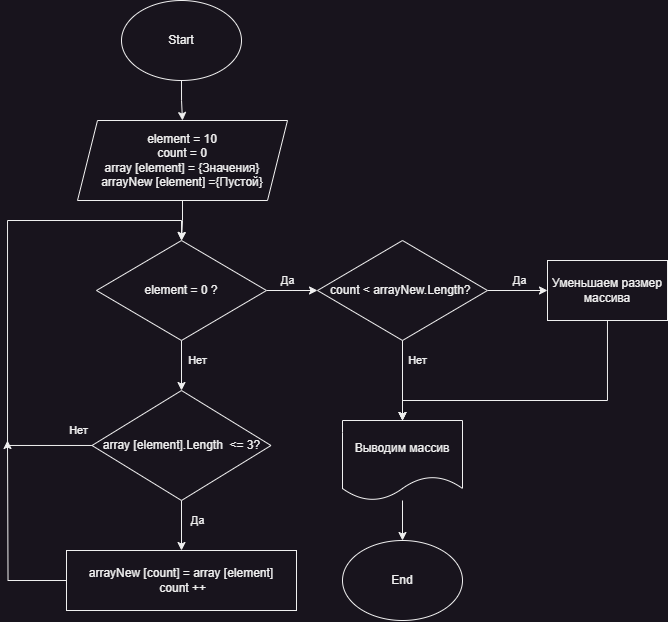 Start
element = 10
count = 0
array [element] = {Значения}
arrayNew [element] ={Пустой}
element = 0 ?
Да
count < arrayNew.Length?
Да
Уменьшаем размер
массива
Нет
Нет
Нет
array [element].Length <= 3?
Выводим массив
Да
arrayNew [count] = array [element]
count ++
End